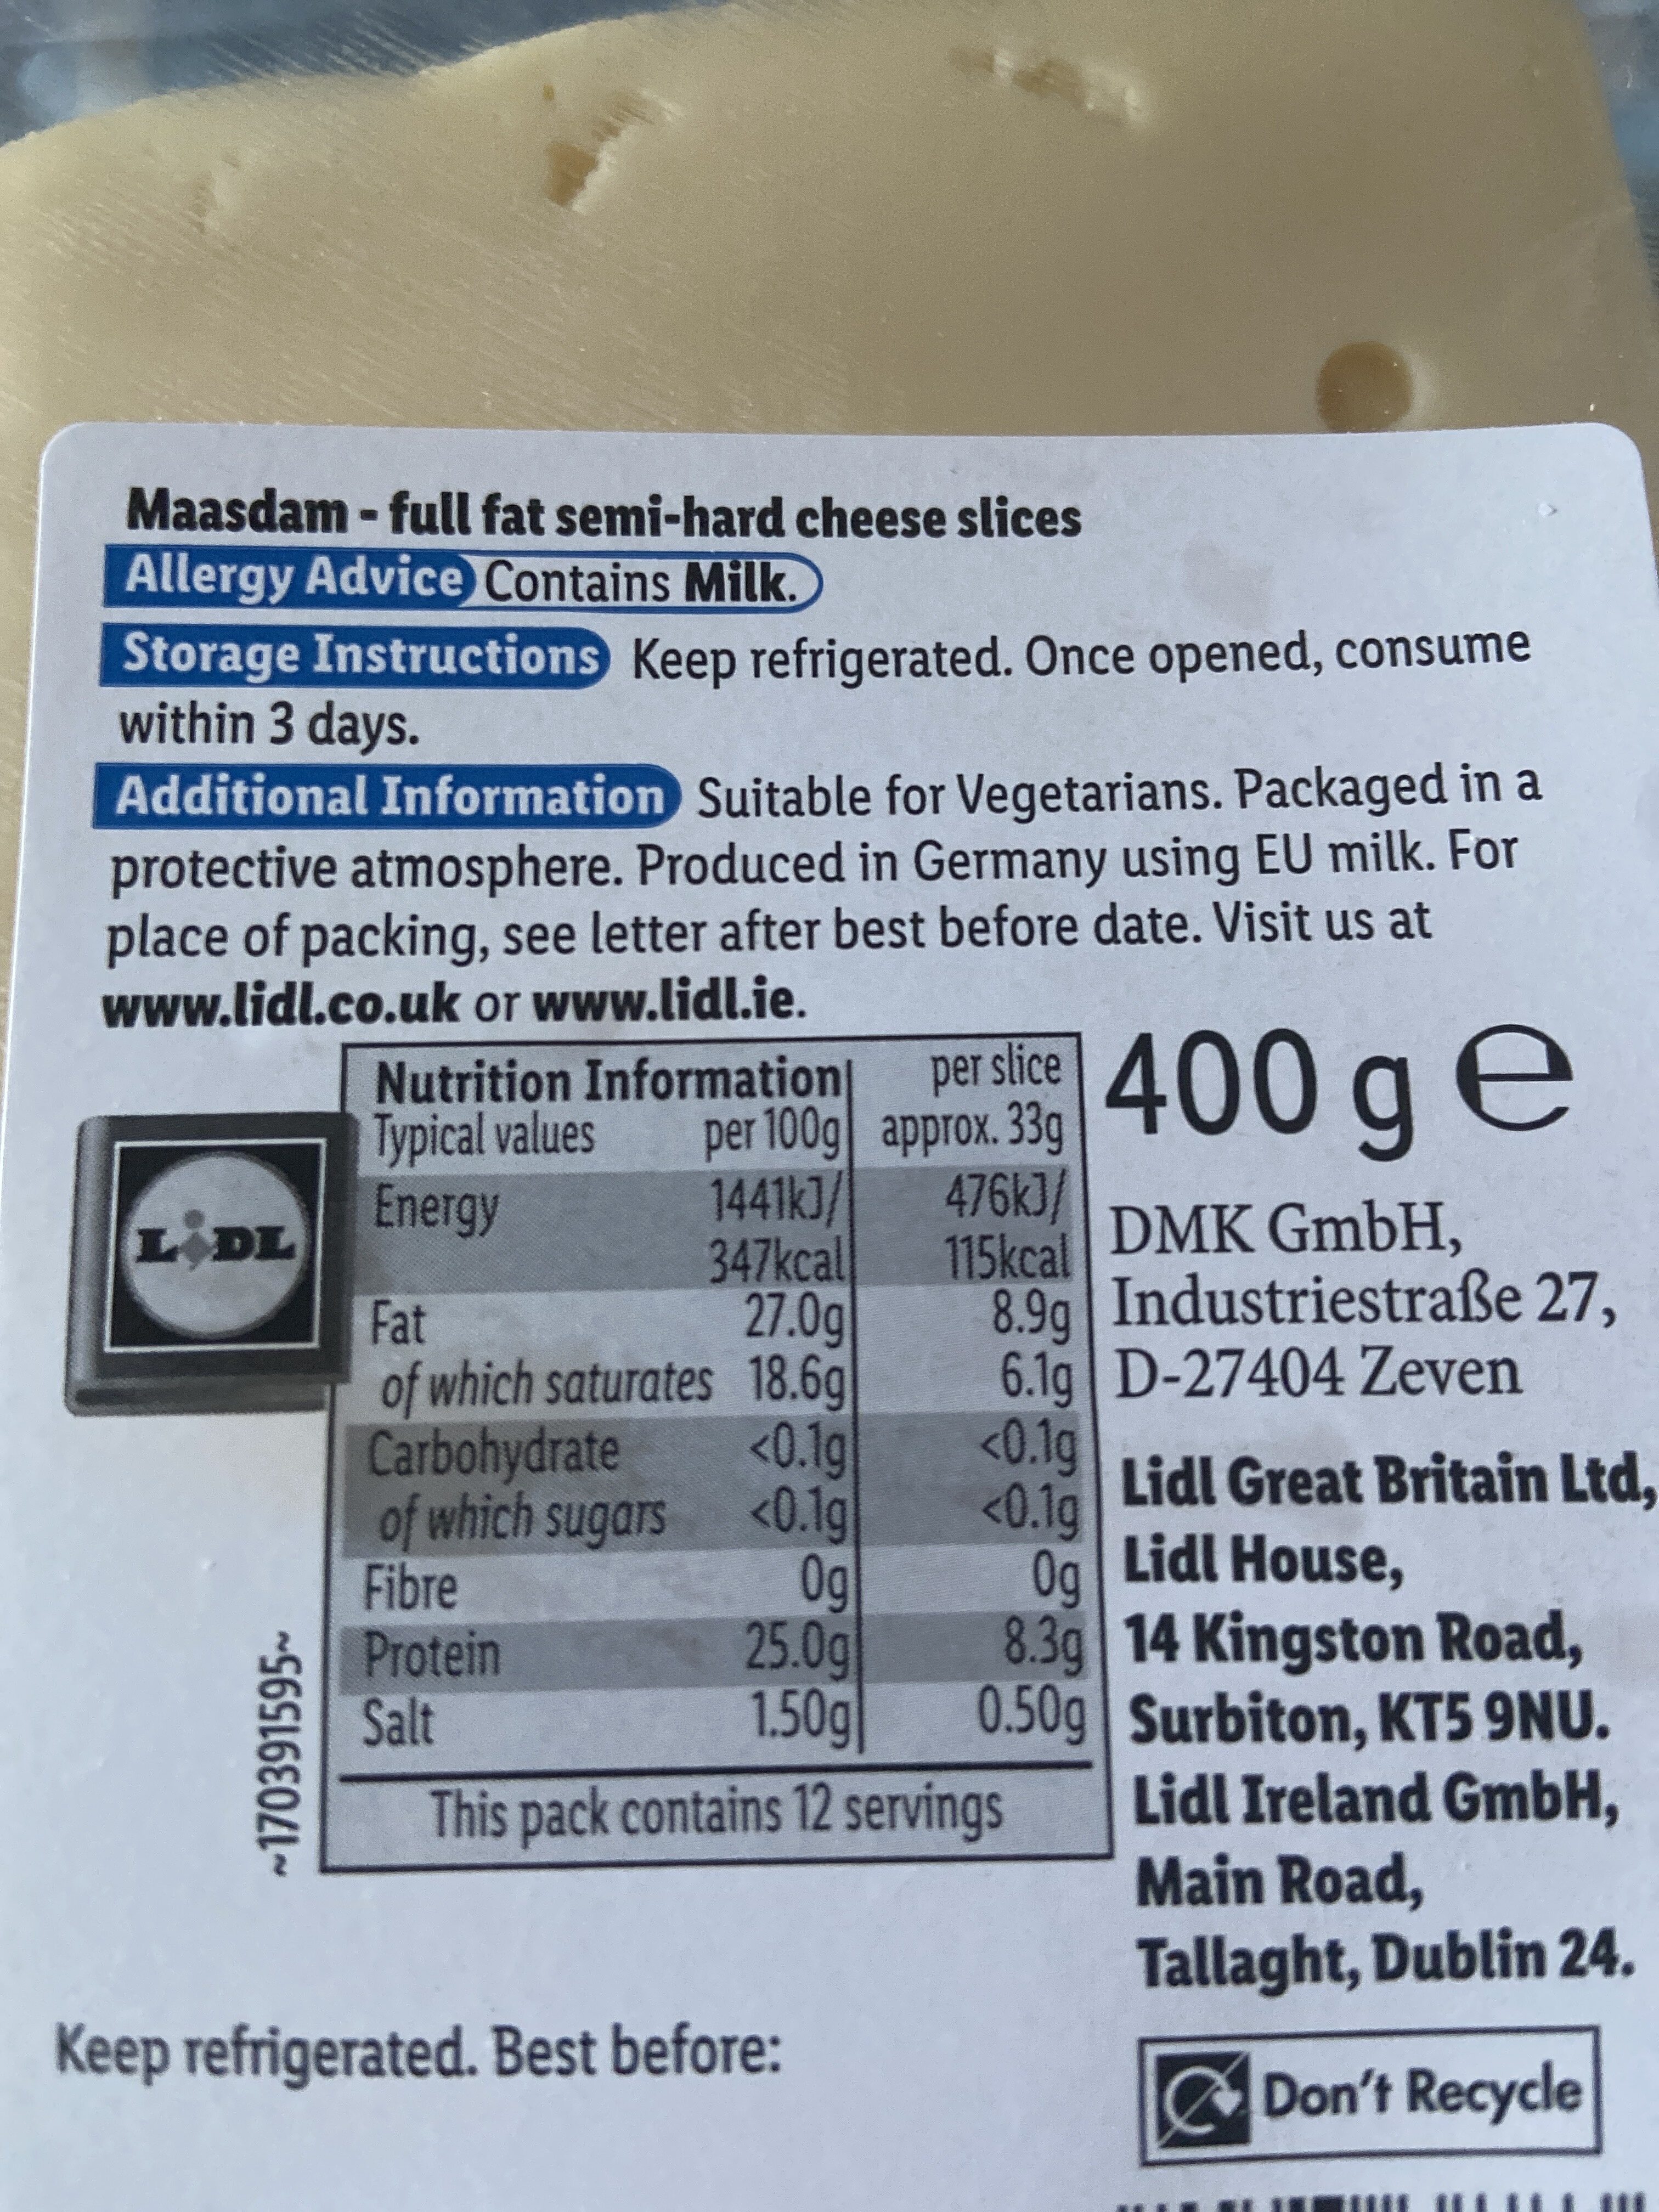 Maasdam - full fat semi-hard cheese slices
Allergy Advice Contains Milk.
Storage Instructions Keep refrigerated. Once opened, consume
within 3 days.
Additional Information Suitable for Vegetarians. Packaged in a
protective atmosphere. Produced in Germany using EU milk. For
place of packing, see letter after best before date. Visit us at
www.lidl.co.uk or www.lidl.ie.
Nutrition Information per slice
Typical values per 100g approx. 33g
Energy 1441kJ/ 476kJ/
347kcal 115kcal
Fat 27.0g 8.9g
of which saturates 18.6g 6.1g
Carbohydrate <0.1g <0.1g
of which sugars <0.1g <0.1g
Fibre 0g 0g
Protein 25.0g 8.3g
Salt 1.50g 0.50g
This pack contains 12 servings
LIDL
~170391595~
400 g e
DMK GmbH,
Industriestraße 27,
D-27404 Zeven
Lidl Great Britain Ltd,
Lidl House,
14 Kingston Road,
Surbiton, KT5 9NU.
Lidl Ireland GmbH,
Main Road,
Tallaght, Dublin 24.
Keep refrigerated. Best before:
Don't Recycle